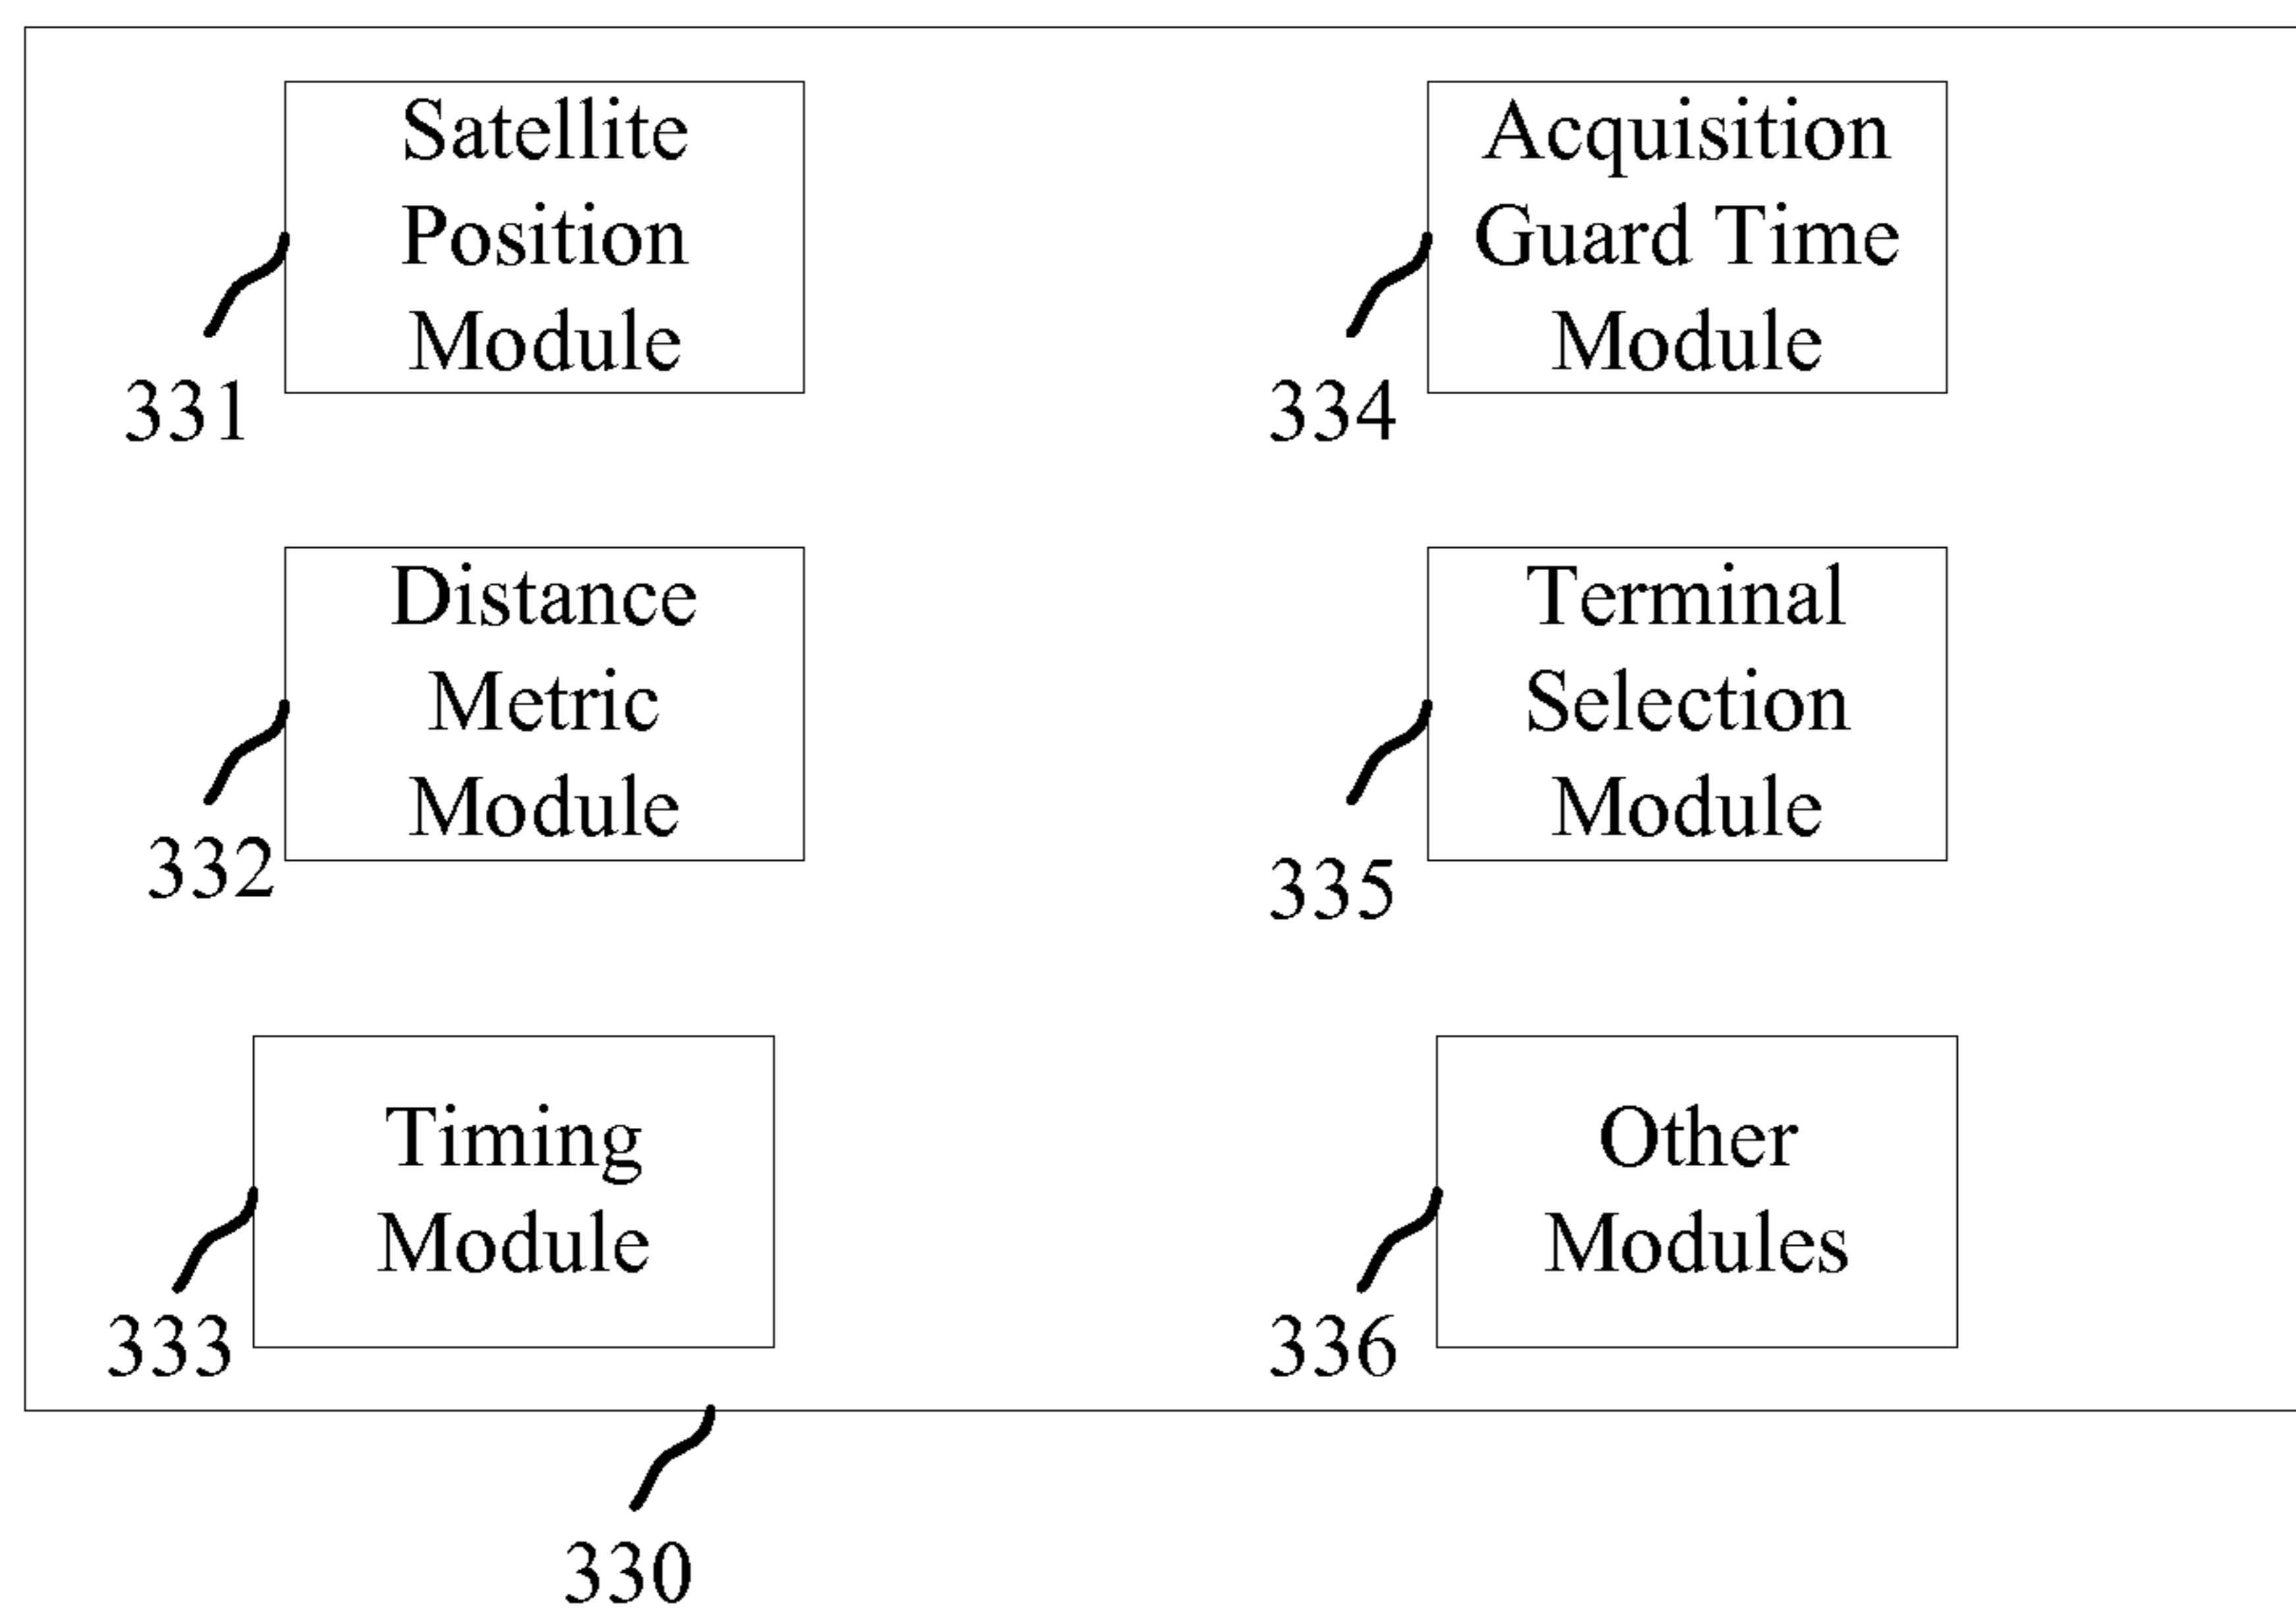 Satellite
Position
Module
331
Acquisition
Guard Time
Module
334
Distance
Metric
Module
332
Terminal
Selection
Module
335
Timing
Module
333
Other
Modules
336
330